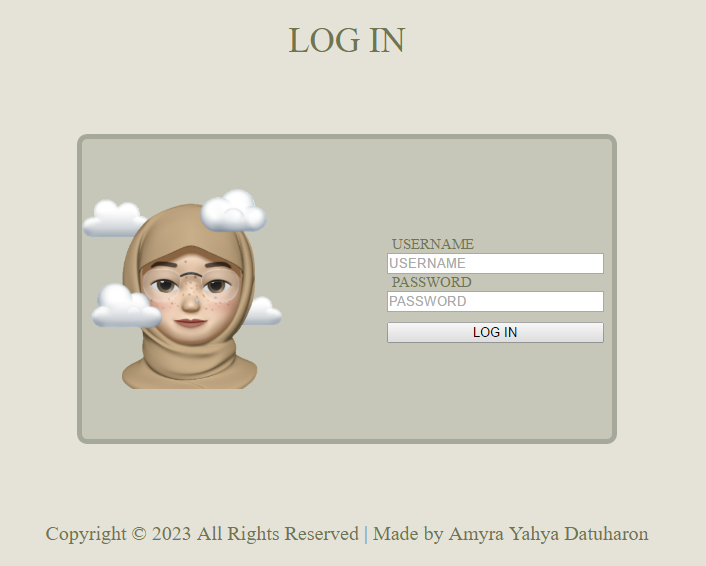 LOG IN
USERNAME
USERNAME
PASSWORD
PASSWORD
LOG IN
Copyright © 2023 All Rights Reserved | Made by Amyra Yahya Datuharon